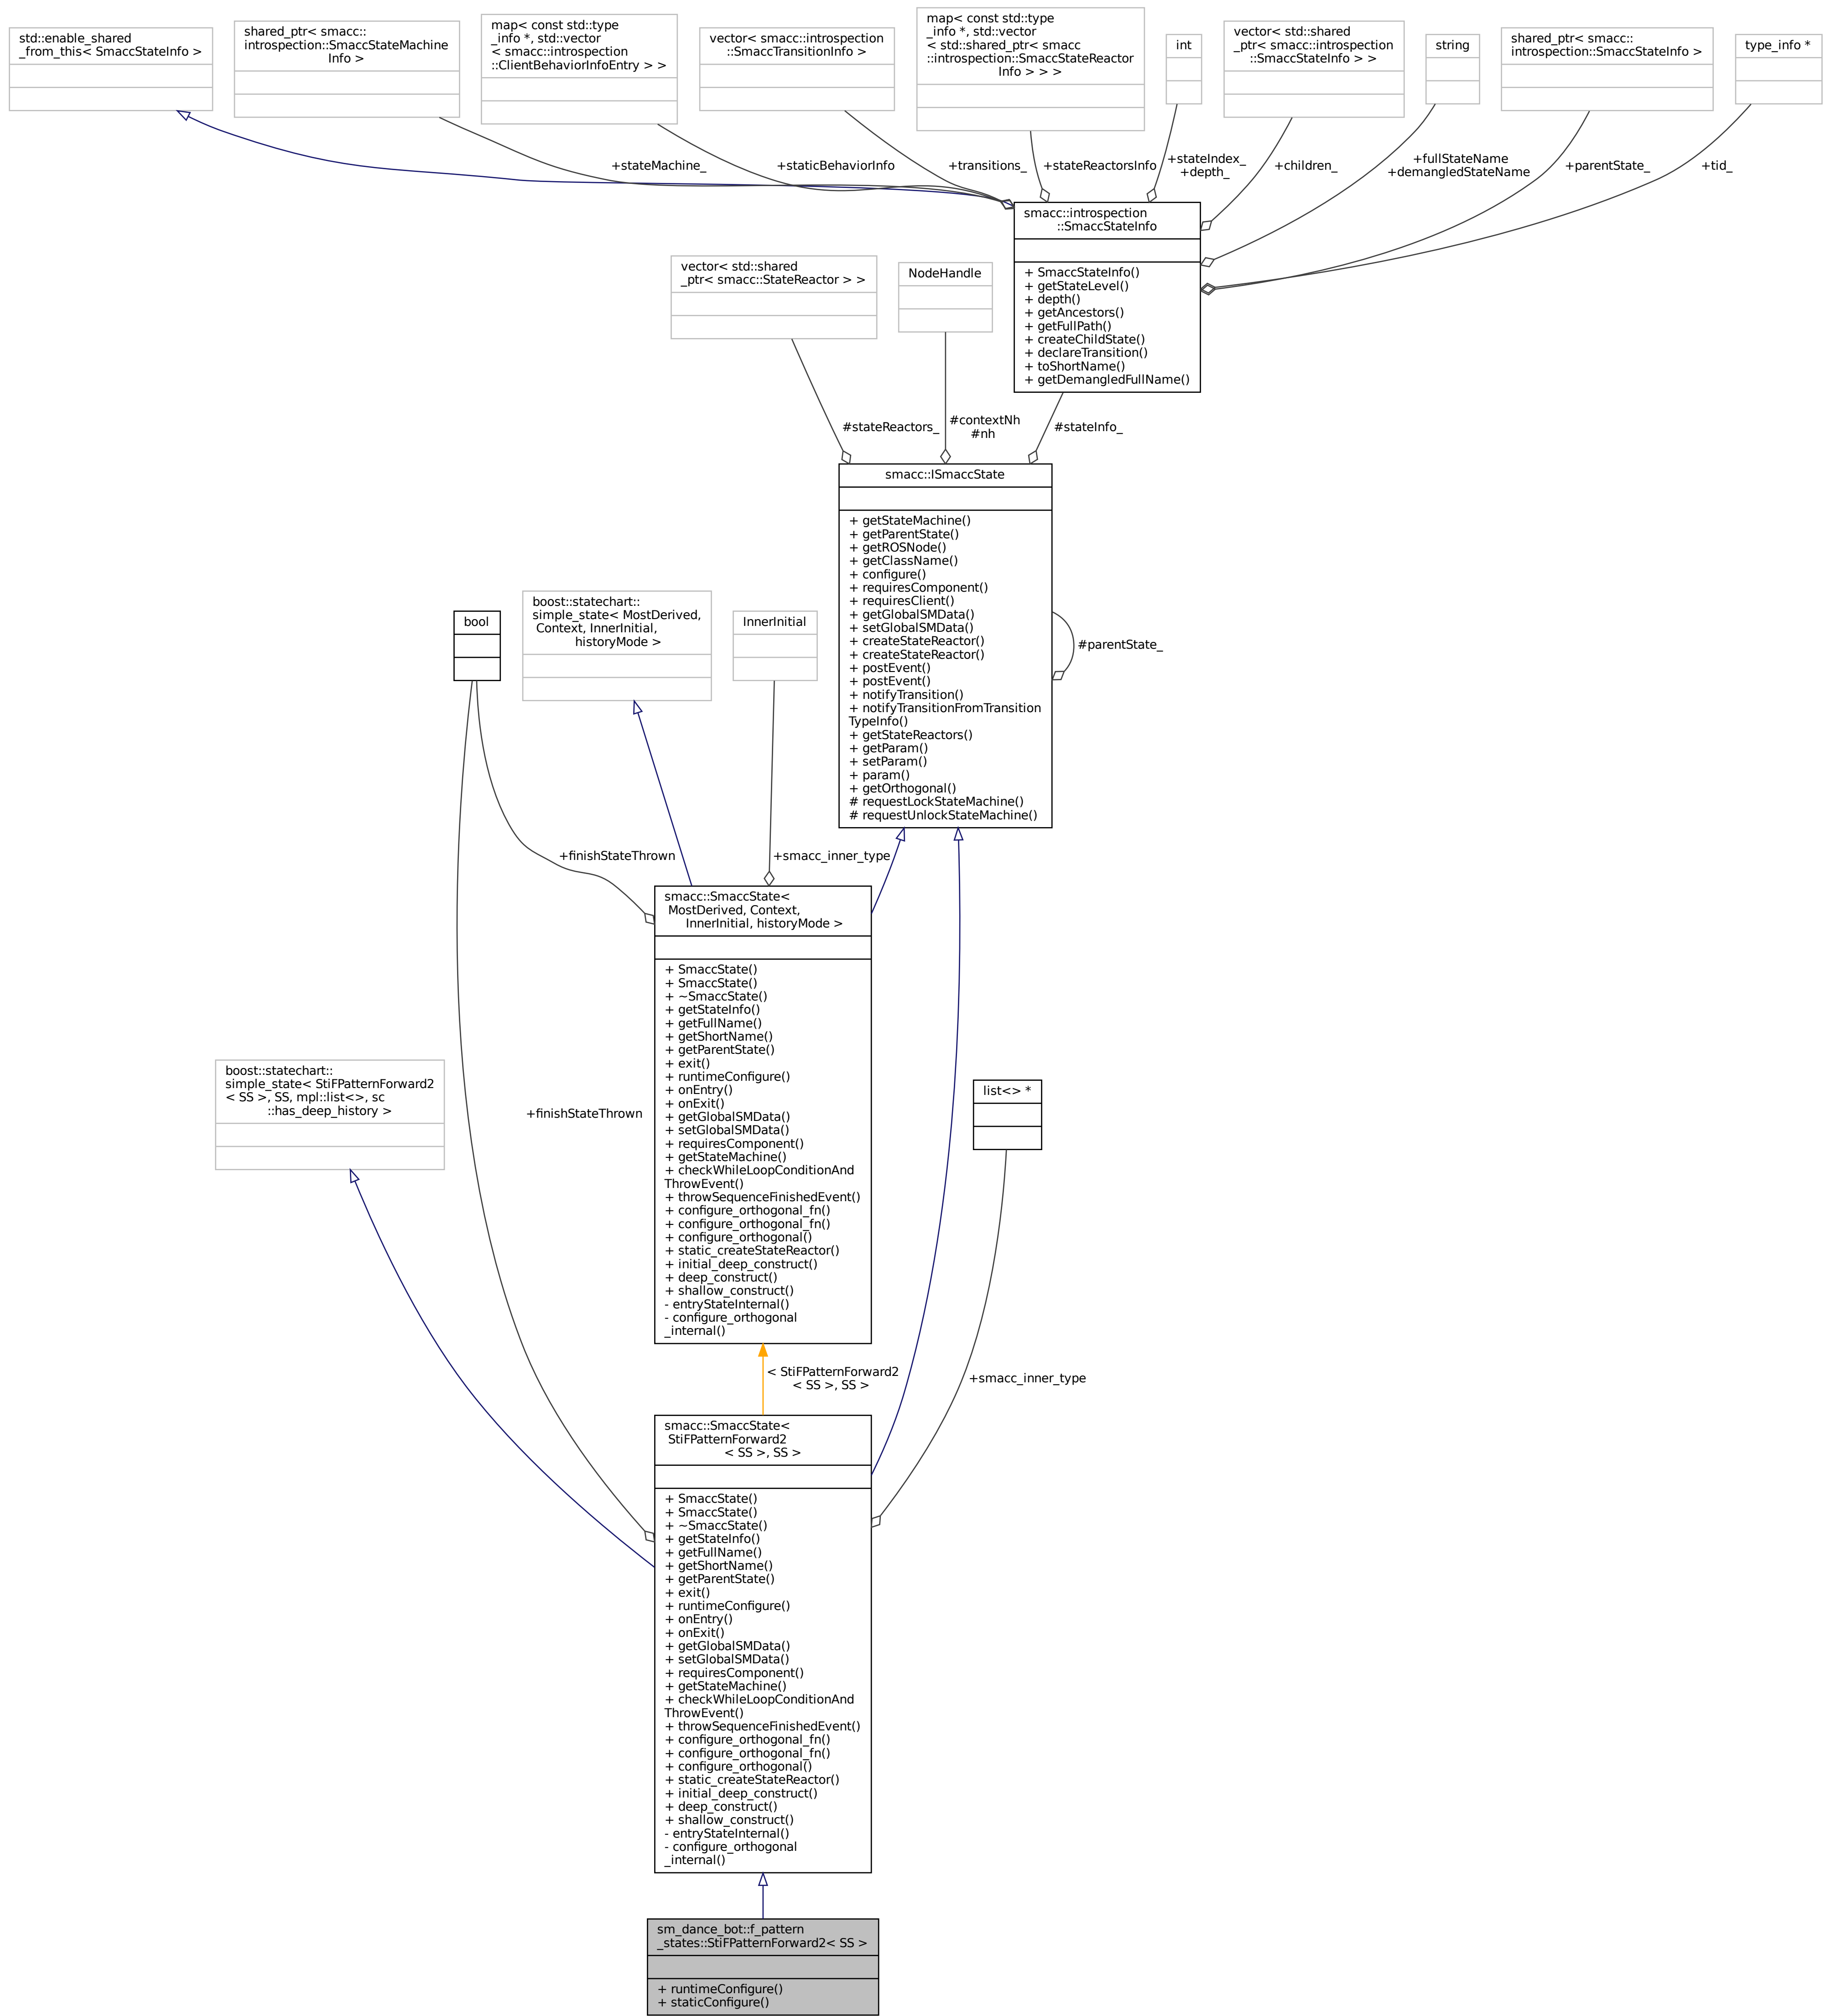 std::enable_shared
_from_this< SmaccStateInfo >
shared_ptr< smacc::
introspection::SmaccStateMachine
Info >
map< const std::type
_info *, std::vector
< smacc::introspection
::ClientBehaviorInfoEntry > >
vector< smacc::introspection
::SmaccTransitionInfo >
map< const std::type
_info *, std::vector
< std::shared_ptr< smacc
::introspection::SmaccStateReactor
Info > > >
int
vector< std::shared
_ptr< smacc::introspection
::SmaccStateInfo > >
string
shared_ptr< smacc::
introspection::SmaccStateInfo >
type_info *
+stateMachine_
+staticBehaviorInfo
+transitions_
+stateReactorsInfo
+stateIndex_
+depth_
+children_
+fullStateName
+demangledStateName
+parentState_
+tid_
smacc::introspection
::SmaccStateInfo
+ SmaccStateInfo()
+ getStateLevel()
+ depth()
+ getAncestors()
+ getFullPath()
+ createChildState()
+ declareTransition()
+ toShortName()
+ getDemangledFullName()
vector< std::shared
_ptr< smacc::StateReactor > >
NodeHandle
#stateReactors_
#contextNh
#nh
#stateInfo_
smacc::ISmaccState
+ getStateMachine()
+ getParentState()
+ getROSNode()
+ getClassName()
+ configure()
+ requiresComponent()
+ requiresClient()
+ getGlobalSMData()
+ setGlobalSMData()
+ createStateReactor()
+ createStateReactor()
+ postEvent()
+ postEvent()
+ notifyTransition()
+ notifyTransitionFromTransition
TypeInfo()
+ getStateReactors()
+ getParam()
+ setParam()
+ param()
+ getOrthogonal()
# requestLockStateMachine()
# requestUnlockStateMachine()
#parentState_
bool
boost::statechart::
simple_state< MostDerived,
Context, InnerInitial,
historyMode >
InnerInitial
+finishStateThrown
+smacc_inner_type
smacc::SmaccState<
MostDerived, Context,
InnerInitial, historyMode >
+ SmaccState()
+ SmaccState()
+ ~SmaccState()
+ getStateInfo()
+ getFullName()
+ getShortName()
+ getParentState()
+ exit()
+ runtimeConfigure()
+ onEntry()
+ onExit()
+ getGlobalSMData()
+ setGlobalSMData()
+ requiresComponent()
+ getStateMachine()
+ checkWhileLoopConditionAnd
ThrowEvent()
+ throwSequenceFinishedEvent()
+ configure_orthogonal_fn()
+ configure_orthogonal_fn()
+ configure_orthogonal()
+ static_createStateReactor()
+ initial_deep_construct()
+ deep_construct()
+ shallow_construct()
- entryStateInternal()
- configure_orthogonal
_internal()
boost::statechart::
simple_state< StiFPatternForward2
< SS >, SS, mpl::list<>, sc
::has_deep_history >
+finishStateThrown
list<> *
< StiFPatternForward2
< SS >, SS >
+smacc_inner_type
smacc::SmaccState<
StiFPatternForward2
< SS >, SS >
+ SmaccState()
+ SmaccState()
+ ~SmaccState()
+ getStateInfo()
+ getFullName()
+ getShortName()
+ getParentState()
+ exit()
+ runtimeConfigure()
+ onEntry()
+ onExit()
+ getGlobalSMData()
+ setGlobalSMData()
+ requiresComponent()
+ getStateMachine()
+ checkWhileLoopConditionAnd
ThrowEvent()
+ throwSequenceFinishedEvent()
+ configure_orthogonal_fn()
+ configure_orthogonal_fn()
+ configure_orthogonal()
+ static_createStateReactor()
+ initial_deep_construct()
+ deep_construct()
+ shallow_construct()
- entryStateInternal()
- configure_orthogonal
_internal()
sm_dance_bot::f_pattern
_states::StiFPatternForward2< SS >
+ runtimeConfigure()
+ staticConfigure()